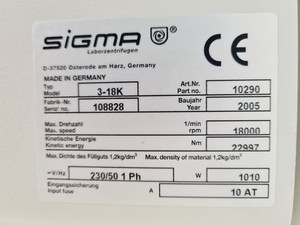 SIGMA
Laborzentrifugen
CE
D-37520 Osterode am Harz, Germany
MADE IN GERMANY
Typ Model 3-18K Art.Nr. Part no. 10290
Fabrik.-Nr. Serial no. 108828 Baujahr Year 2005
Max. Drehzahl Max. speed 1/min rpm 18000
Kinetische Energie Kinetic energy Nm 22997
Max. Dichte des Füllguts 1,2kg/dm³ Max. density of material 1,2kg/dm³
~V/Hz 230/50 1 Ph W 1010
Eingangssicherung Input fuse A 10 AT